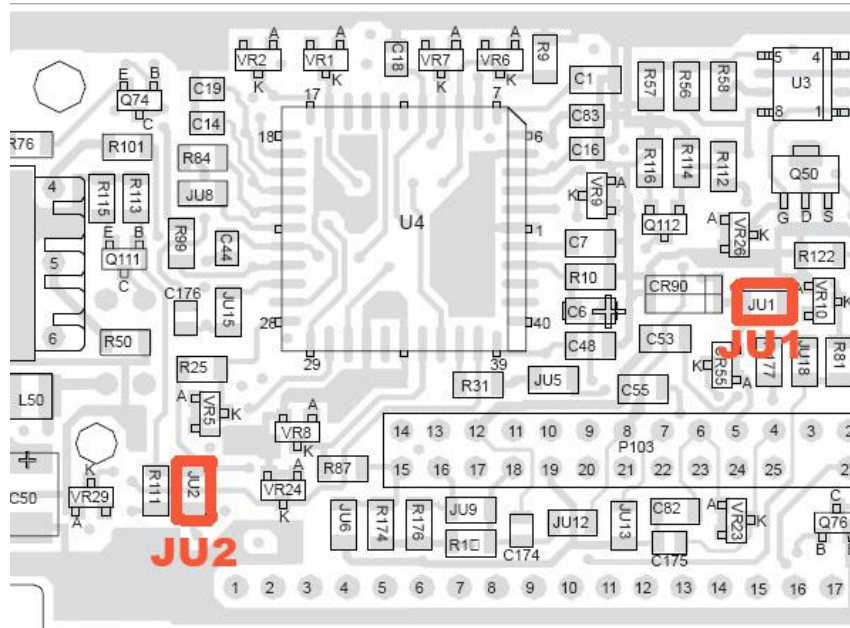 A A A A
VR2 VR1 C18 VR7 VR6 R9
K K K K
5 4
U3
8 1
E B
Q74
C
C19
C14
17 7
18 6
C1
C83
C16
R57 R56 R58
R76 R101
R84
JU8
R116 R114 R112
Q50
G D S
4
R115 R113
R99
C44
U4
1
K VR9 A
Q112
A VR26 K
E B
Q111
C
5
C7
R10
R122
C176
JU15
28 40
C6
CR90
JU1
A VR10 K
6
R50
C48
C53
JU1
29 39
R25
R31 JU5 C55
K VR55 A
JU18 R81
L50
A VR5 K
A
VR8
K
14 13 12 11 10 9 8 7 6 5 4 3
P103
15 16 17 18 19 20 21 22 23 24 25
K
VR29
A
C50
R111
JU2
A
VR24
K
R87
JU6 R174 R176
JU9
C174
JU12
JU13
C82
C175
A VR23 K
C
Q76
B
JU2
1 2 3 4 5 6 7 8 9 10 11 12 13 14 15 16 17